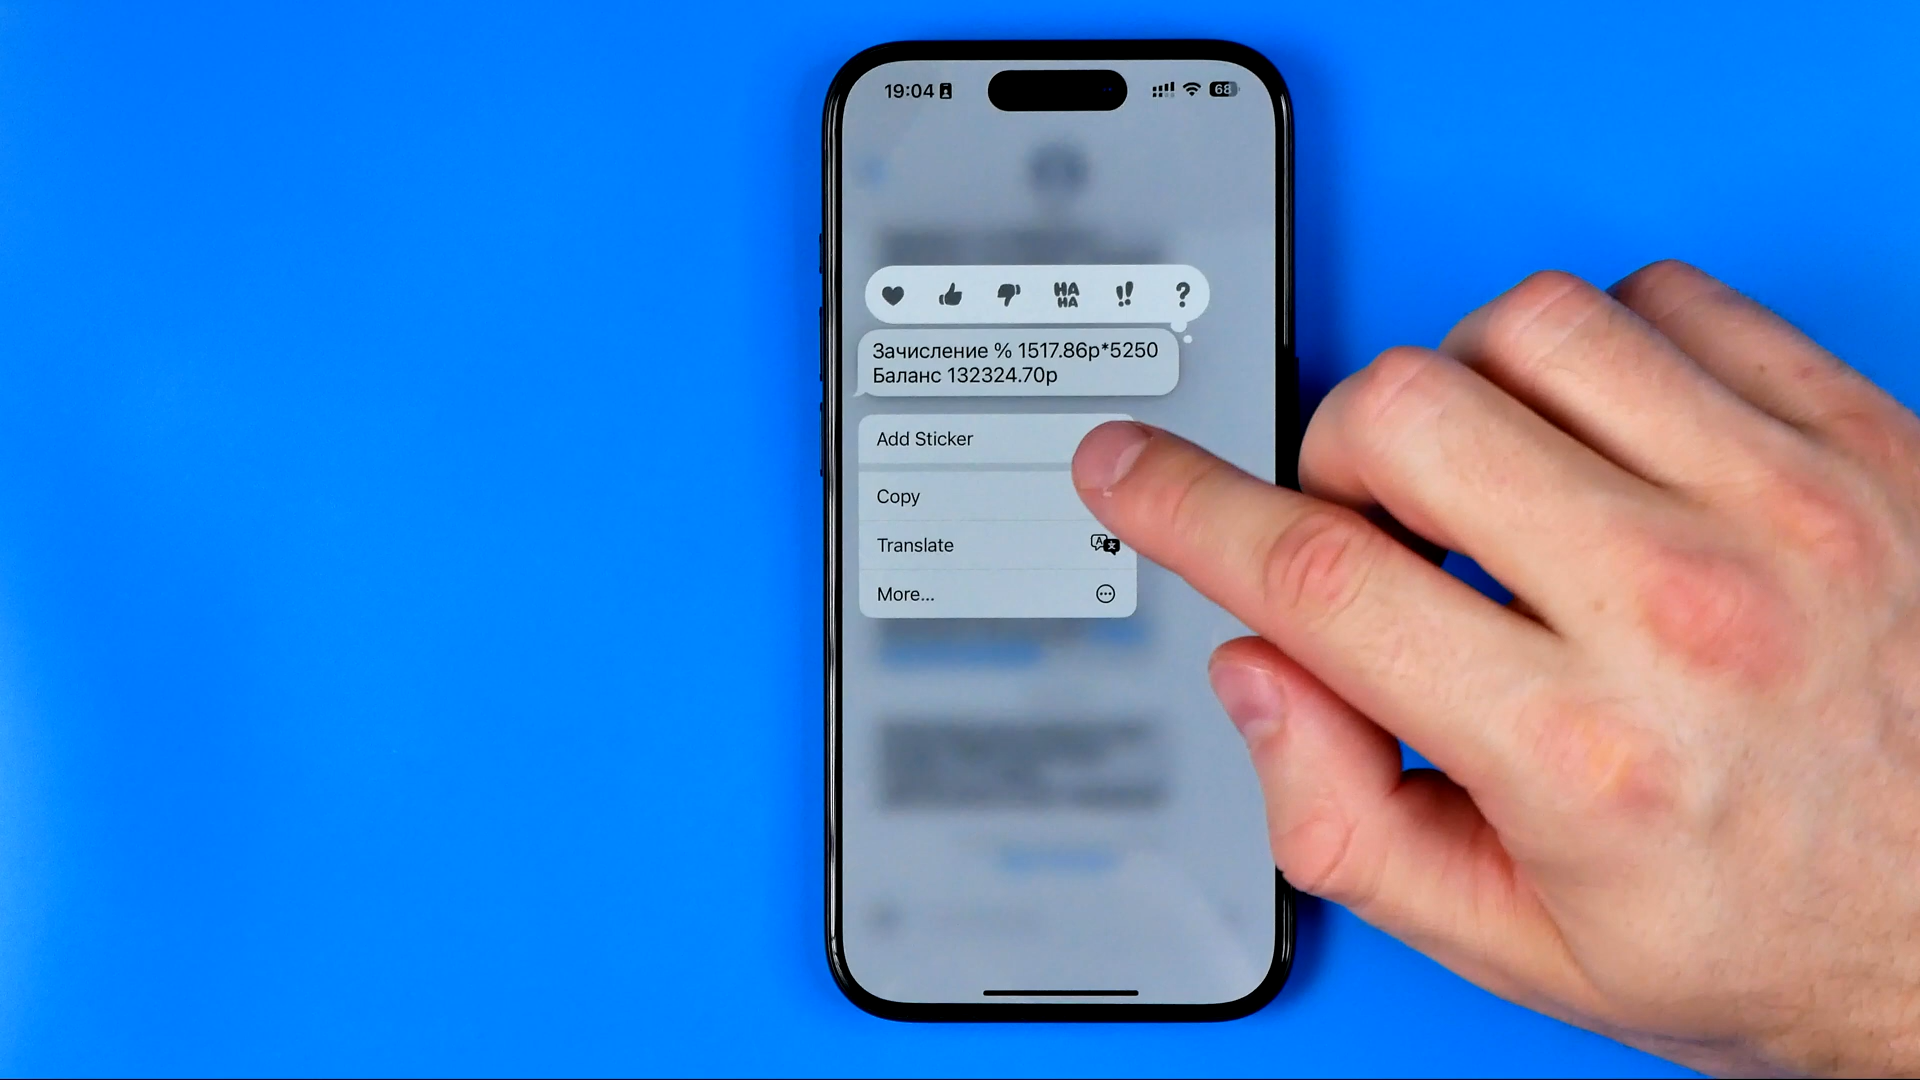 19:04
68
HA
HA
!!
?
Зачисление % 1517.86р*5250
Баланс 132324.70р
Add Sticker
Copy
Translate
More...